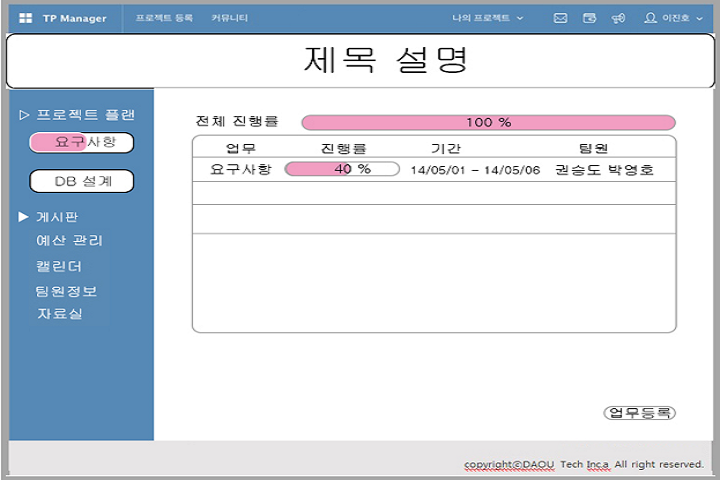 TP Manager 프로젝트 등록 커뮤니티 나의 프로젝트 이진호
제목 설명
▷ 프로젝트 플랜
요구사항
DB 설계
▶ 게시판
예산 관리
캘린더
팀원정보
자료실
전체 진행률 100 %
업무 진행률 기간 팀원
요구사항 40 % 14/05/01 - 14/05/06 권승도 박영호
업무등록
copyright©DAOU Tech Inc.a All right reserved.